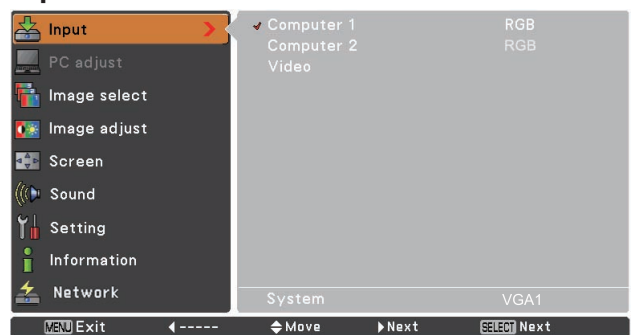 Input
PC adjust
Image select
Image adjust
Screen
Sound
Setting
Information
Network
Computer 1 RGB
Computer 2 RGB
Video
System VGA1
MENU Exit ----- Move Next SELECT Next